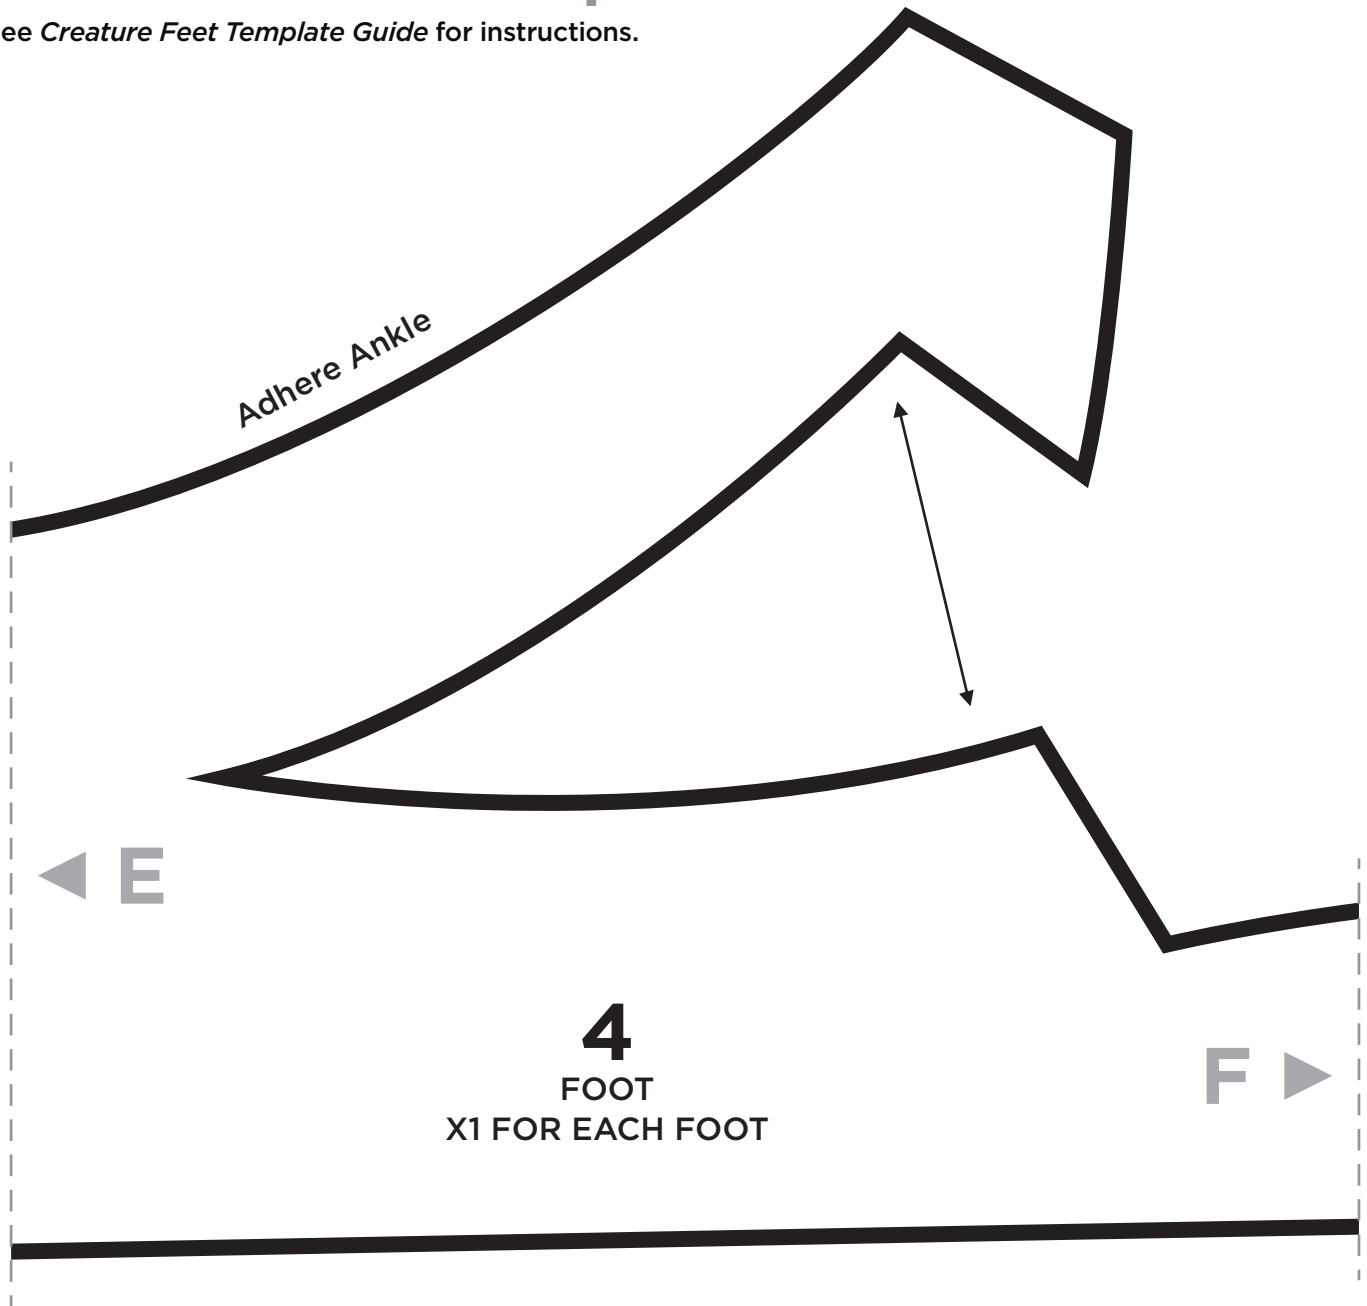 ee Creature Feet Template Guide for instructions.
Adhere Ankle
E
4
F
FOOT
X1 FOR EACH FOOT